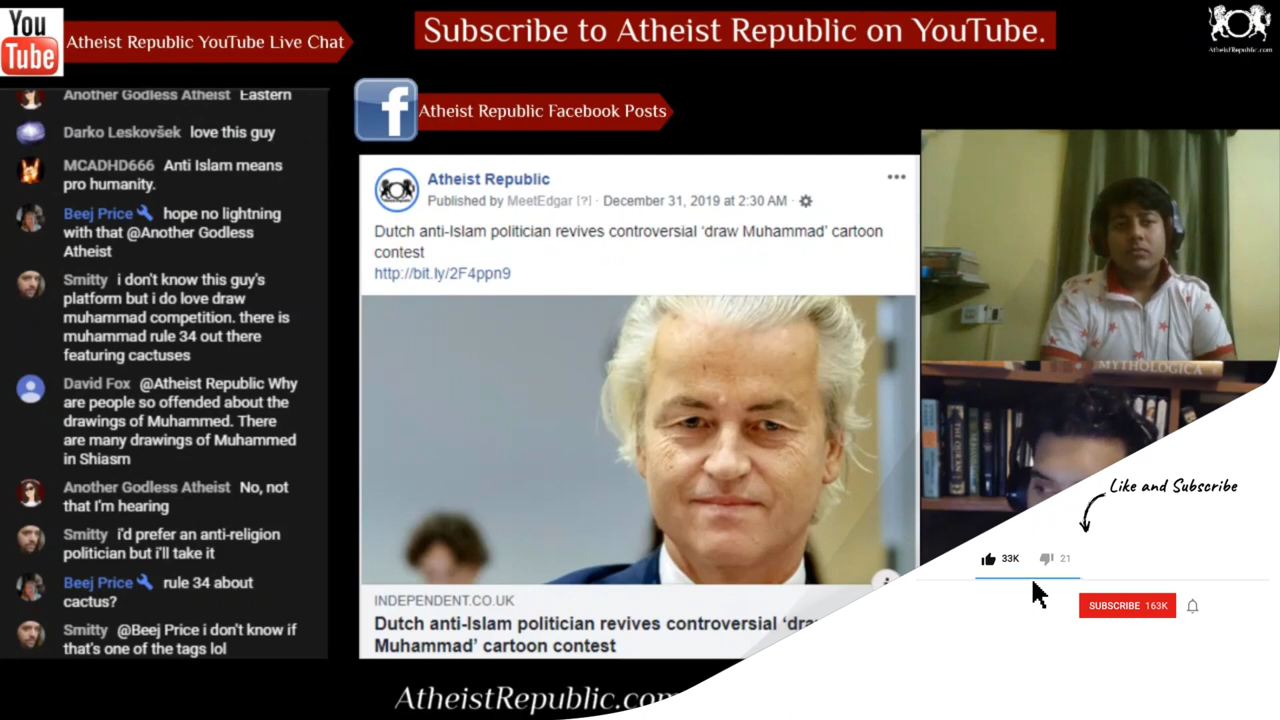 You
Tube
Atheist Republic YouTube Live Chat
Subscribe to Atheist Republic on YouTube.
AtheistRepublic.com
Another Godless Atheist Eastern
Darko Leskovšek love this guy
MCADHD666 Anti Islam means
pro humanity.
Beej Price hope no lightning
with that @Another Godless
Atheist
Smitty i don't know this guy's
platform but i do love draw
muhammad competition. there is
muhammad rule 34 out there
featuring cactuses
David Fox @Atheist Republic Why
are people so offended about the
drawings of Muhammed. There
are many drawings of Muhammed
in Shiasm
Another Godless Atheist No, not
that I'm hearing
Smitty i'd prefer an anti-religion
politician but i'll take it
Beej Price rule 34 about
cactus?
Smitty @Beej Price i don't know if
that's one of the tags lol
f
Atheist Republic Facebook Posts
Atheist Republic
Published by MeetEdgar [?] · December 31, 2019 at 2:30 AM ·
Dutch anti-Islam politician revives controversial 'draw Muhammad' cartoon
contest
http://bit.ly/2F4ppn9
INDEPENDENT.CO.UK
Dutch anti-Islam politician revives controversial 'dra
Muhammad' cartoon contest
AtheistRepublic.com
MYTHOLOGICA
THE QURAN
Like and Subscribe
33K 21
SUBSCRIBE 163K